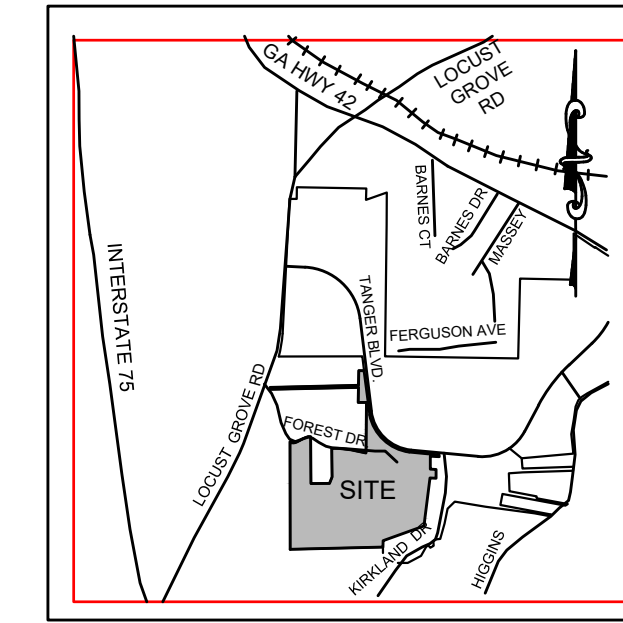 GA HWY 42
LOCUST
GROVE
RD
BARNES CT
BARNES DR
MASSEY
INTERSTATE 75
TANGER BLVD.
FERGUSON AVE
LOCUST GROVE RD
FOREST DR
SITE
KIRKLAND DR
HIGGINS